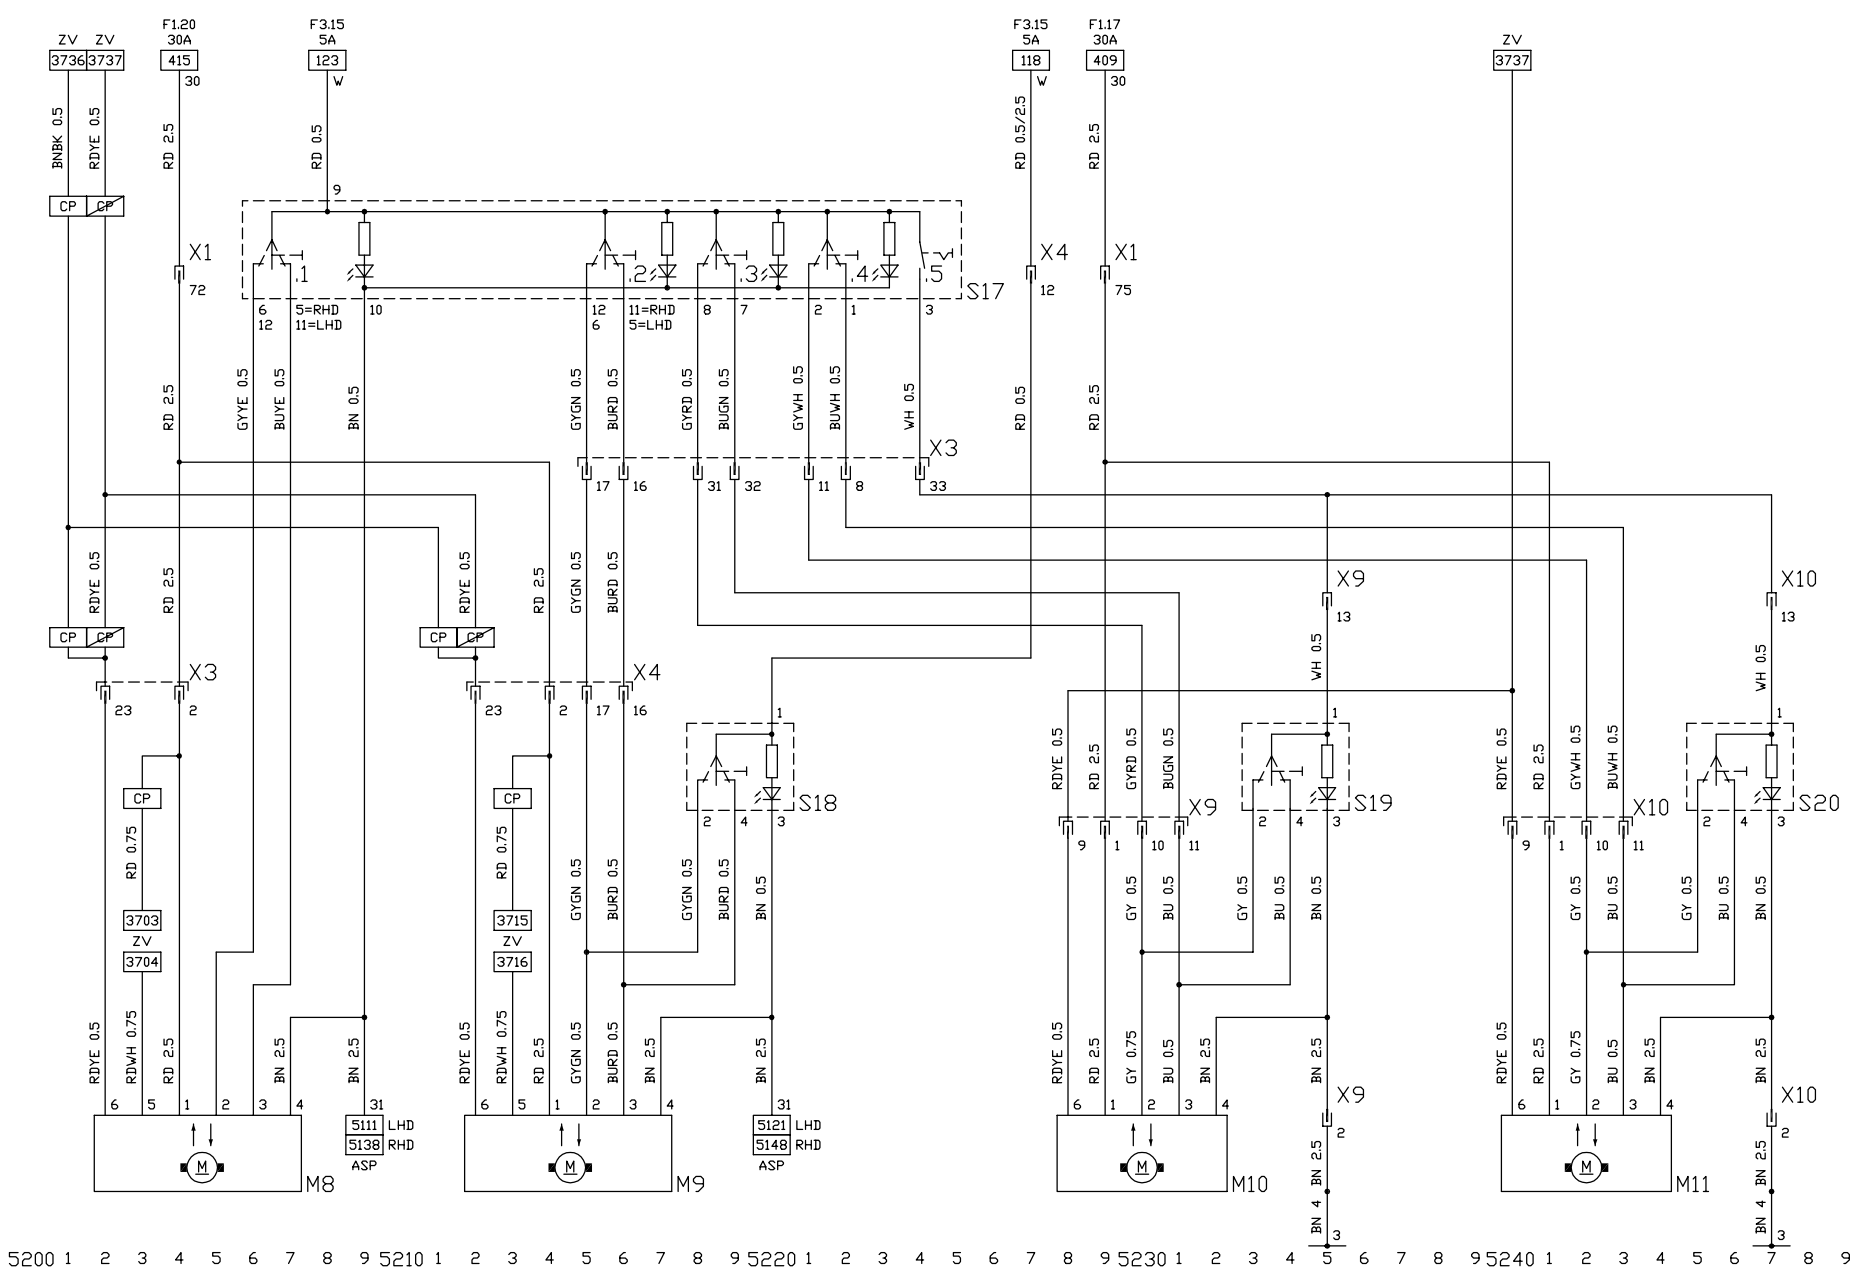 F1.20 F3.15 F3.15 F1.17
ZV ZV 30A 5A 5A 30A ZV
3736 3737 415 123 118 409 3737
30 W W 30
BNBK 0.5 RDYE 0.5 RD 2.5 RD 0.5 RD 0.5/2.5 RD 2.5
9
CP CP
X1 X4 X1
.1 .2 .3 .4 .5
72 S17 12 75
6 5=RHD 10 12 11=RHD 8 7 2 1 3
12 11=LHD 6 5=LHD
RD 2.5 GYYE 0.5 BUYE 0.5 BN 0.5 GYGN 0.5 BURD 0.5 GYRD 0.5 BUGN 0.5 GYWH 0.5 BUWH 0.5 WH 0.5 RD 0.5 RD 2.5
X3
17 16 31 32 11 8 33
RDYE 0.5 RD 2.5 RDYE 0.5 RD 2.5 GYGN 0.5 BURD 0.5
X9 X10
13 13
CP CP CP CP
WH 0.5 WH 0.5
X3 X4
23 2 23 2 17 16
1 1 1
RDYE 0.5 RD 2.5 GYRD 0.5 BUGN 0.5 RDYE 0.5 RD 2.5 GYWH 0.5 BUWH 0.5
CP CP S18 X9 S19 X10 S20
2 4 3 2 4 3 2 4 3
9 1 10 11 9 1 10 11
RD 0.75 RD 0.75 GYGN 0.5 BURD 0.5 GYGN 0.5 BURD 0.5 BN 0.5 GY 0.5 BU 0.5 GY 0.5 BU 0.5 BN 0.5 GY 0.5 BU 0.5 GY 0.5 BU 0.5 BN 0.5
3703 3715
ZV ZV
3704 3716
RDYE 0.5 RDWH 0.75 RD 2.5 BN 2.5 BN 2.5 RDYE 0.5 RDWH 0.75 RD 2.5 GYGN 0.5 BURD 0.5 BN 2.5 BN 2.5 RDYE 0.5 RD 2.5 GY 0.75 BU 0.5 BN 2.5 BN 2.5 RDYE 0.5 RD 2.5 GY 0.75 BU 0.5 BN 2.5 BN 2.5
X9 X10
6 5 1 2 3 4 31 6 5 1 2 3 4 31 6 1 2 3 4 6 1 2 3 4
5111 LHD 5121 LHD
2 2
5138 RHD 5148 RHD
ASP ASP
M M M M
BN 2.5 BN 2.5
M8 M9 M10 M11
BN 4 BN 4
3 3
5200 1 2 3 4 5 6 7 8 9 5210 1 2 3 4 5 6 7 8 9 5220 1 2 3 4 5 6 7 8 9 5230 1 2 3 4 5 6 7 8 9 5240 1 2 3 4 5 6 7 8 9